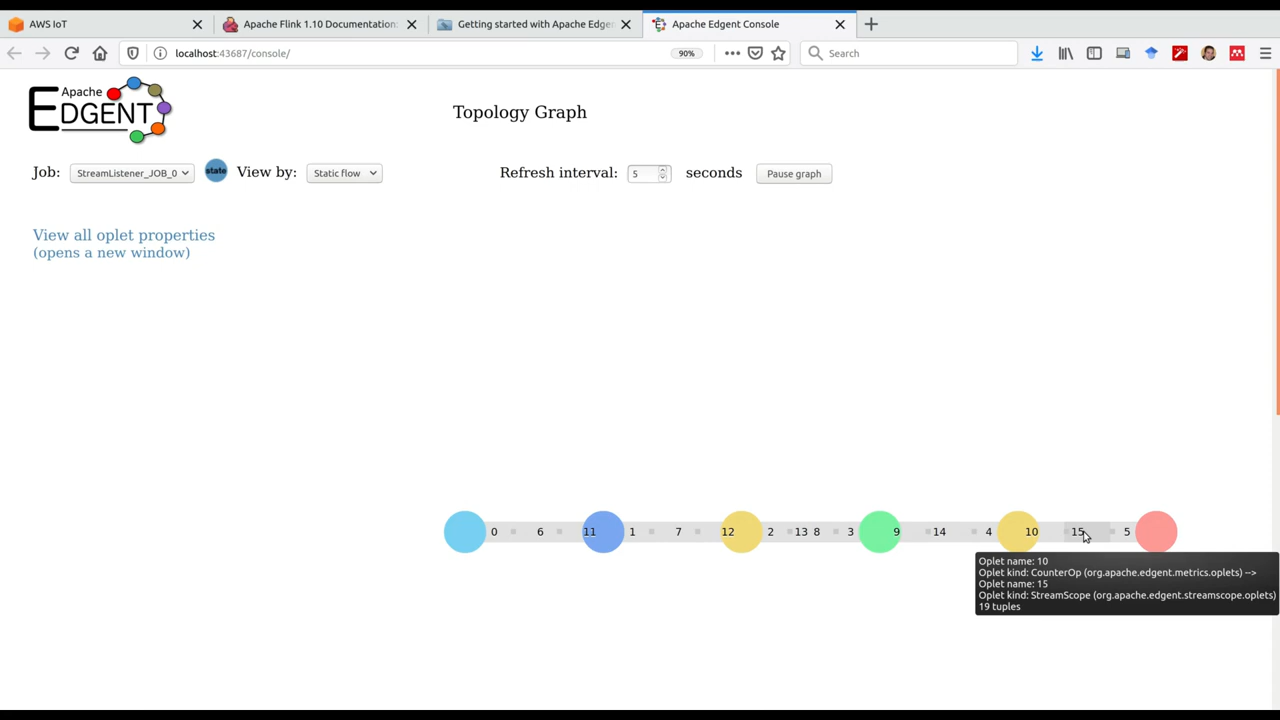 AWS IoT
Apache Flink 1.10 Documentation:
Getting started with Apache Edgen
Apache Edgent Console
localhost:43687/console/
90%
Search
Apache
EDGENT
Topology Graph
Job:
StreamListener_JOB_0
state
View by:
Static flow
Refresh interval:
5
seconds
Pause graph
View all oplet properties
(opens a new window)
0 6 11 1 7 12 2 13 8 3 9 14 4 10 15 5
Oplet name: 10
Oplet kind: CounterOp (org.apache.edgent.metrics.oplets) -->
Oplet name: 15
Oplet kind: StreamScope (org.apache.edgent.streamscope.oplets)
19 tuples